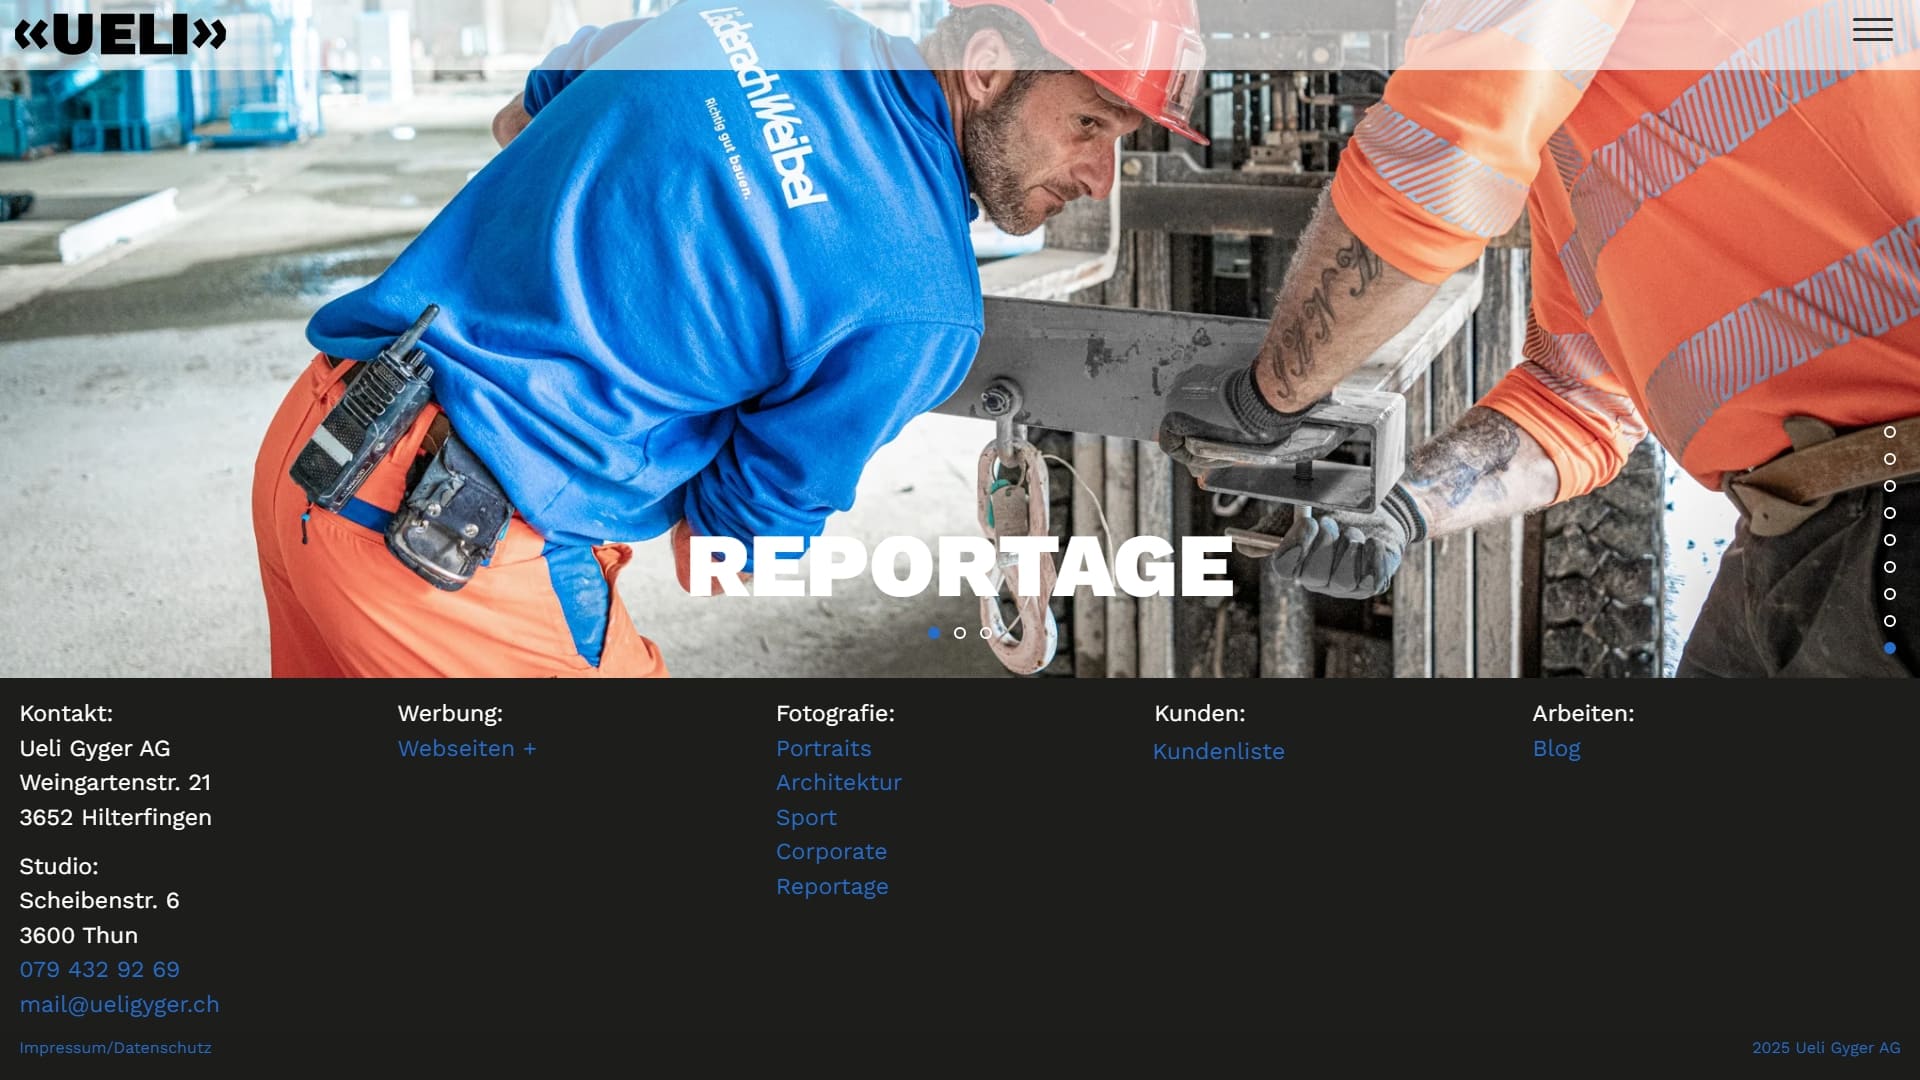 «UELI»
LäderachWeibel
Richtig gut bauen.
REPORTAGE
Kontakt:
Ueli Gyger AG
Weingartenstr. 21
3652 Hilterfingen
Studio:
Scheibenstr. 6
3600 Thun
079 432 92 69
mail@ueligyger.ch
Werbung:
Webseiten +
Fotografie:
Portraits
Architektur
Sport
Corporate
Reportage
Kunden:
Kundenliste
Arbeiten:
Blog
Impressum/Datenschutz
2025 Ueli Gyger AG